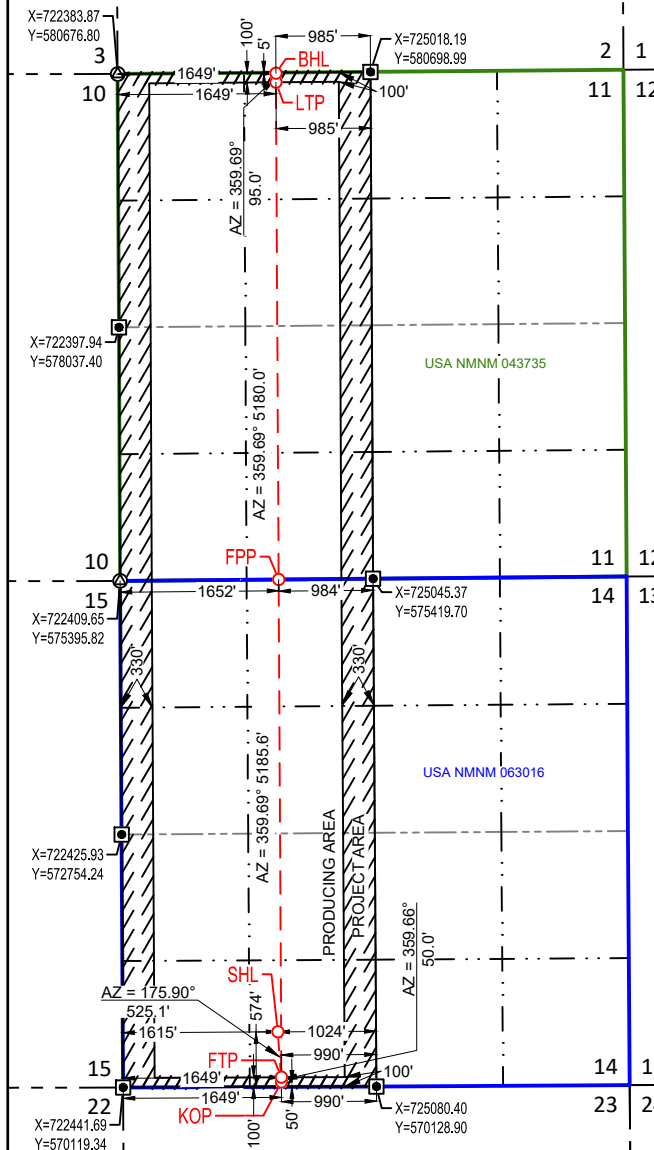 X=722383.87
Y=580676.80
100'
5'
985'
BHL
X=725018.19
Y=580698.99
3
2
1
1649'
10
1649'
LTP
100'
11
12
985'
AZ = 359.69°
95.0'
X=722397.94
Y=578037.40
USA NMNM 043735
AZ = 359.69° 5180.0'
10
FPP
11
12
15
1652'
984'
14
13
X=722409.65
Y=575395.82
X=725045.37
Y=575419.70
330'
330'
USA NMNM 063016
AZ = 359.69° 5185.6'
X=722425.93
Y=572754.24
PRODUCING AREA
PROJECT AREA
AZ = 359.66°
50.0'
SHL
AZ = 175.90°
525.1'
574'
1615'
1024'
990'
FTP
15
1649'
100'
14
1
22
1649'
KOP
50'
990'
23
2
100'
X=722441.69
Y=570119.34
X=725080.40
Y=570128.90